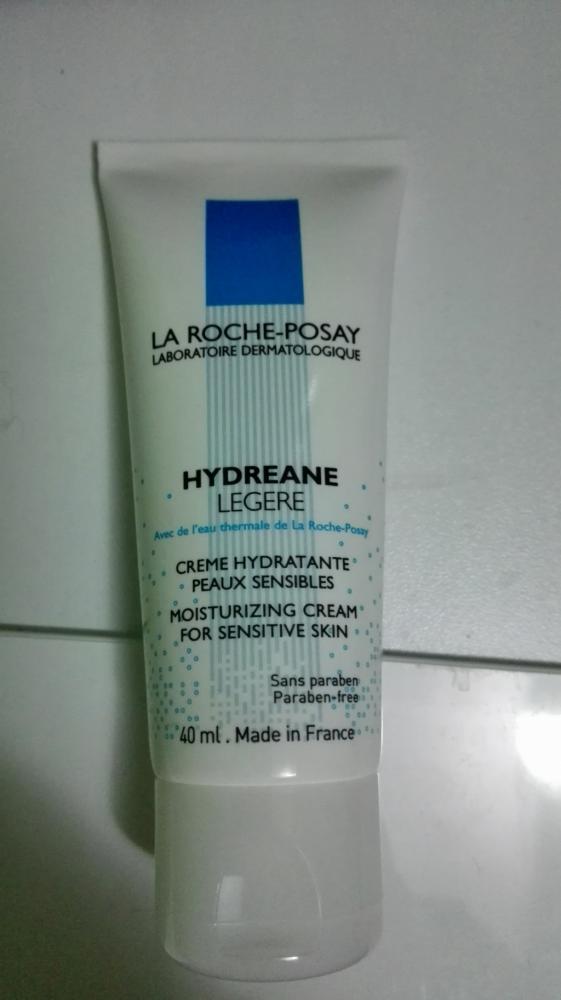 LA ROCHE-POSAY
LABORATOIRE DERMATOLOGIQUE
HYDREANE
LEGERE
Avec de l'eau thermale de La Roche-Posay
CREME HYDRATANTE
PEAUX SENSIBLES
MOISTURIZING CREAM
FOR SENSITIVE SKIN
Sans paraben
Paraben-free
40 ml . Made in France